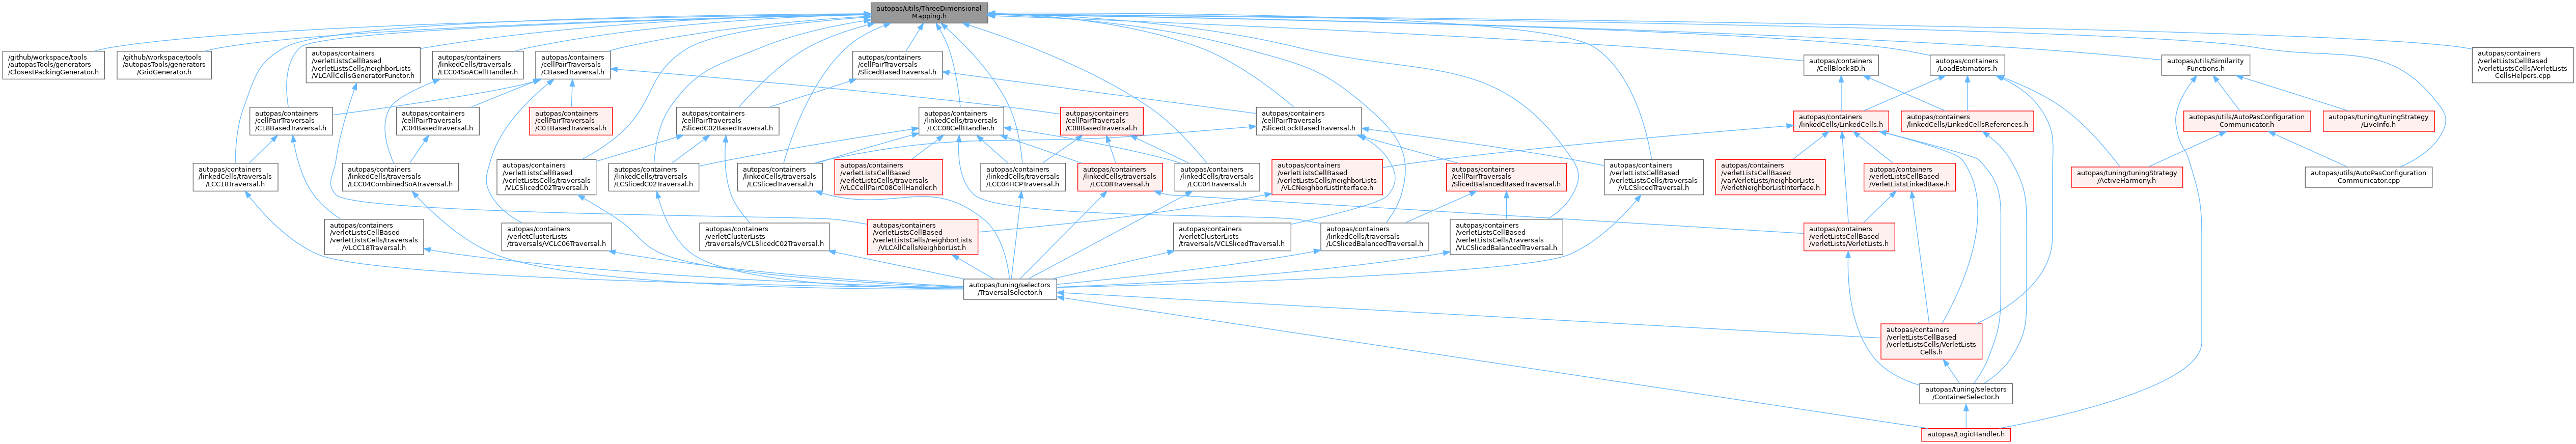 autopas/utils/ThreeDimensional
Mapping.h
/github/workspace/tools
/autopasTools/generators
/ClosestPackingGenerator.h
/github/workspace/tools
/autopasTools/generators
/GridGenerator.h
autopas/containers
/verletListsCellBased
/verletListsCells/neighborLists
/VLCAllCellsGeneratorFunctor.h
autopas/containers
/linkedCells/traversals
/LCC04SoACellHandler.h
autopas/containers
/cellPairTraversals
/CBasedTraversal.h
autopas/containers
/cellPairTraversals
/SlicedBasedTraversal.h
autopas/containers
/CellBlock3D.h
autopas/containers
/LoadEstimators.h
autopas/utils/Similarity
Functions.h
autopas/containers
/verletListsCellBased
/verletListsCells/VerletLists
CellsHelpers.cpp
autopas/containers
/cellPairTraversals
/C18BasedTraversal.h
autopas/containers
/cellPairTraversals
/C04BasedTraversal.h
autopas/containers
/cellPairTraversals
/C01BasedTraversal.h
autopas/containers
/cellPairTraversals
/SlicedC02BasedTraversal.h
autopas/containers
/linkedCells/traversals
/LCC08CellHandler.h
autopas/containers
/cellPairTraversals
/C08BasedTraversal.h
autopas/containers
/cellPairTraversals
/SlicedLockBasedTraversal.h
autopas/containers
/linkedCells/LinkedCells.h
autopas/containers
/linkedCells/LinkedCellsReferences.h
autopas/utils/AutoPasConfiguration
Communicator.h
autopas/tuning/tuningStrategy
/LiveInfo.h
autopas/containers
/linkedCells/traversals
/LCC18Traversal.h
autopas/containers
/linkedCells/traversals
/LCC04CombinedSoATraversal.h
autopas/containers
/verletListsCellBased
/verletListsCells/traversals
/VLCSlicedC02Traversal.h
autopas/containers
/linkedCells/traversals
/LCSlicedC02Traversal.h
autopas/containers
/linkedCells/traversals
/LCSlicedTraversal.h
autopas/containers
/verletListsCellBased
/verletListsCells/traversals
/VLCCellPairC08CellHandler.h
autopas/containers
/linkedCells/traversals
/LCC04HCPTraversal.h
autopas/containers
/linkedCells/traversals
/LCC08Traversal.h
autopas/containers
/linkedCells/traversals
/LCC04Traversal.h
autopas/containers
/verletListsCellBased
/verletListsCells/neighborLists
/VLCNeighborListInterface.h
autopas/containers
/cellPairTraversals
/SlicedBalancedBasedTraversal.h
autopas/containers
/verletListsCellBased
/verletListsCells/traversals
/VLCSlicedTraversal.h
autopas/containers
/verletListsCellBased
/varVerletLists/neighborLists
/VerletNeighborListInterface.h
autopas/containers
/verletListsCellBased
/VerletListsLinkedBase.h
autopas/tuning/tuningStrategy
/ActiveHarmony.h
autopas/utils/AutoPasConfiguration
Communicator.cpp
autopas/containers
/verletListsCellBased
/verletListsCells/traversals
/VLCC18Traversal.h
autopas/containers
/verletClusterLists
/traversals/VCLC06Traversal.h
autopas/containers
/verletClusterLists
/traversals/VCLSlicedC02Traversal.h
autopas/containers
/verletListsCellBased
/verletListsCells/neighborLists
/VLCAllCellsNeighborList.h
autopas/containers
/verletClusterLists
/traversals/VCLSlicedTraversal.h
autopas/containers
/linkedCells/traversals
/LCSlicedBalancedTraversal.h
autopas/containers
/verletListsCellBased
/verletListsCells/traversals
/VLCSlicedBalancedTraversal.h
autopas/containers
/verletListsCellBased
/verletLists/VerletLists.h
autopas/tuning/selectors
/TraversalSelector.h
autopas/containers
/verletListsCellBased
/verletListsCells/VerletLists
Cells.h
autopas/tuning/selectors
/ContainerSelector.h
autopas/LogicHandler.h